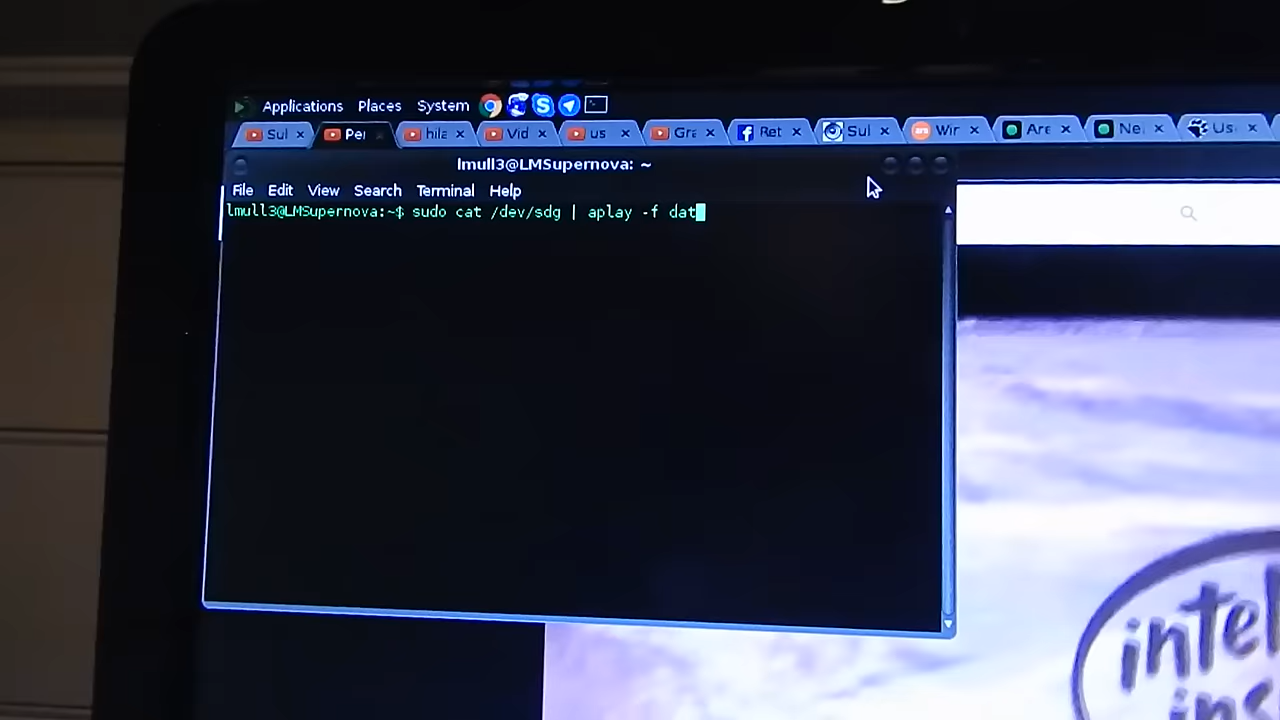 Applications Places System
Sul Per hila Vid us Gra Ret Sul Wir Are Ne Us
lmull3@LMSupernova: ~
File Edit View Search Terminal Help
lmull3@LMSupernova:~$ sudo cat /dev/sdg | aplay -f dat
intel